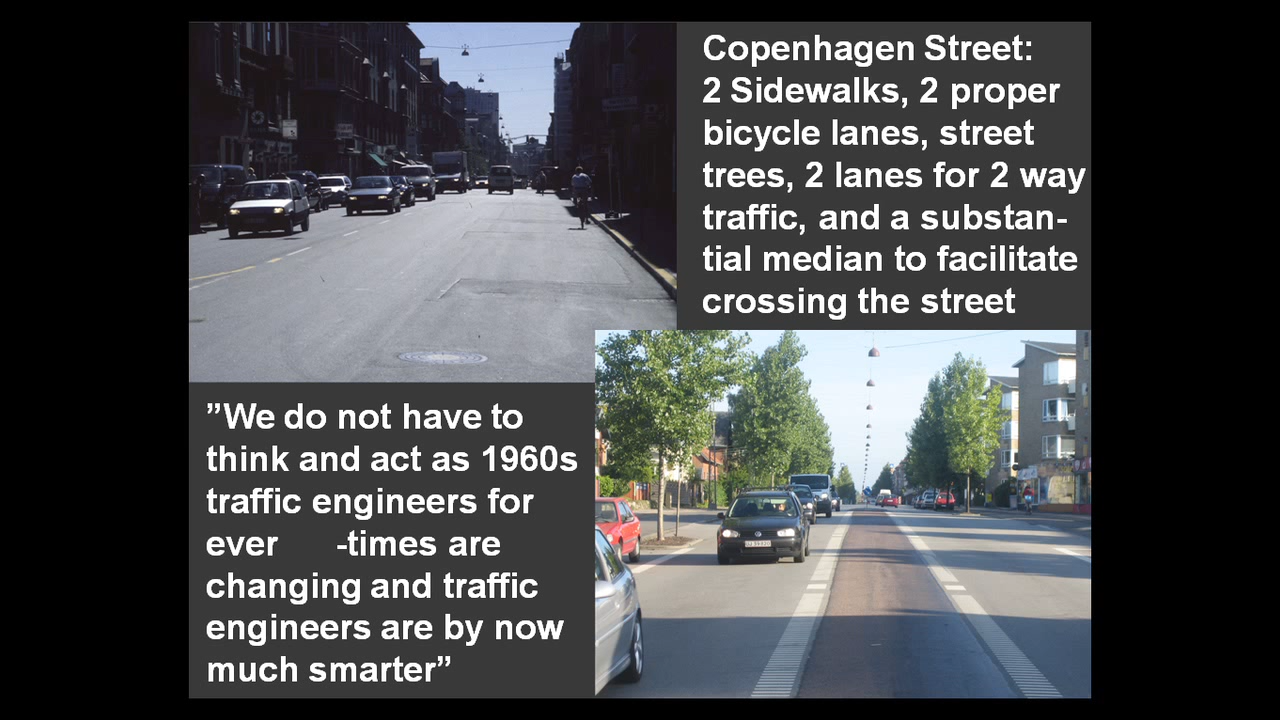 Copenhagen Street:
2 Sidewalks, 2 proper
bicycle lanes, street
trees, 2 lanes for 2 way
traffic, and a substan-
tial median to facilitate
crossing the street
”We do not have to
think and act as 1960s
traffic engineers for
ever -times are
changing and traffic
engineers are by now
much smarter”